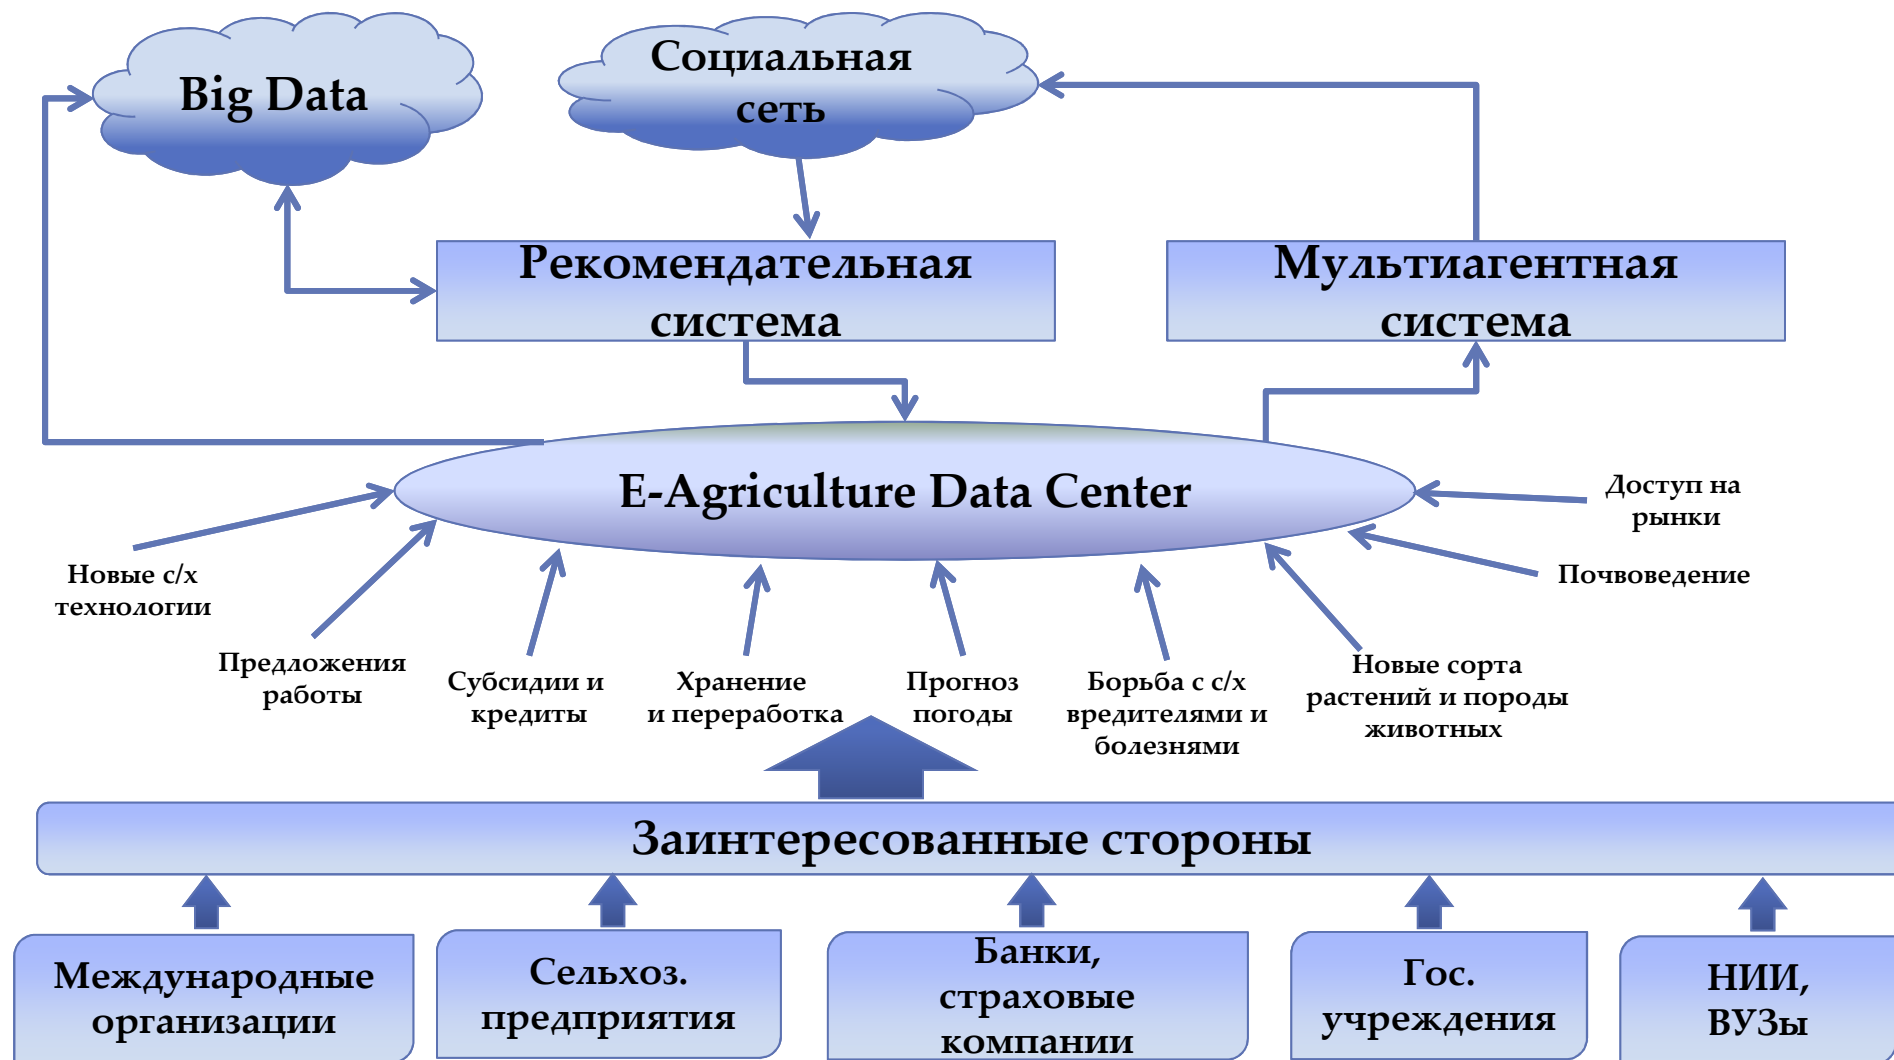 Big Data
Социальная
сеть
Рекомендательная
система
Мультиагентная
система
E-Agriculture Data Center
Доступ на
рынки
Почвоведение
Новые с/х
технологии
Предложения
работы
Субсидии и
кредиты
Хранение
и переработка
Прогноз
погоды
Борьба с с/х
вредителями и
болезнями
Новые сорта
растений и породы
животных
Заинтересованные стороны
Международные
организации
Сельхоз.
предприятия
Банки,
страховые
компании
Гос.
учреждения
НИИ,
ВУЗы